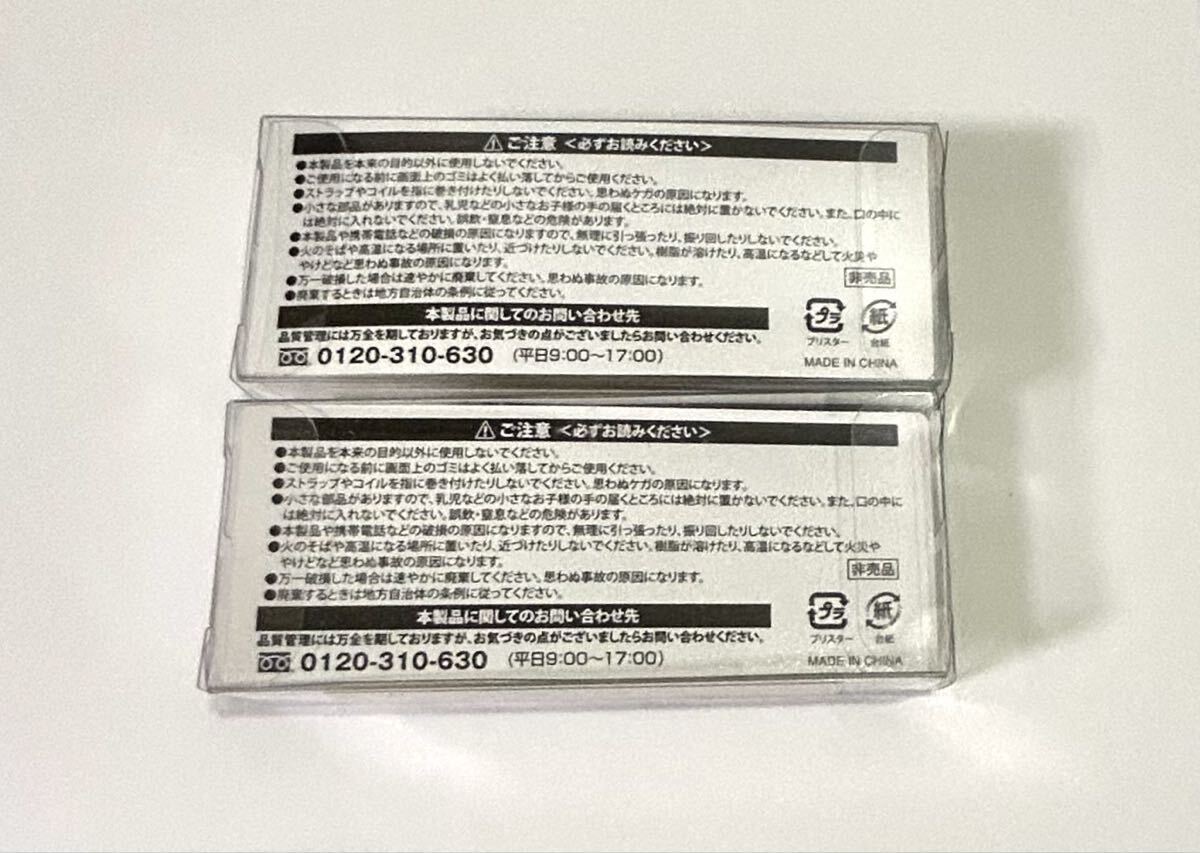 ⚠ご注意 <必ずお読みください>
●本製品を本来の目的以外に使用しないでください。
●ご使用になる前に画面上のゴミはよく払い落してからご使用ください。
●ストラップやコイルを指に巻き付けたりしないでください。思わぬケガの原因になります。
●小さな部品がありますので、乳児などの小さなお子様の手の届くところには絶対に置かないでください。また、口の中に
は絶対に入れないでください。誤飲・窒息などの危険があります。
●本製品や携帯電話などの破損の原因になりますので、無理に引っ張ったり、振り回したりしないでください。
●火のそばや高温になる場所に置いたり、近づけたりしないでください。樹脂が溶けたり、高温になるなどして火災や
やけどなど思わぬ事故の原因になります。
●万一破損した場合は速やかに廃棄してください。思わぬ事故の原因になります。
非売品
●廃棄するときは地方自治体の条例に従ってください。
本製品に関してのお問い合わせ先
品質管理には万全を期しておりますが、お気づきの点がございましたらお問い合わせください。
0120-310-630 (平日9:00〜17:00)
プラ 紙
ブリスター 台紙
MADE IN CHINA
⚠ご注意 <必ずお読みください>
●本製品を本来の目的以外に使用しないでください。
●ご使用になる前に画面上のゴミはよく払い落してからご使用ください。
●ストラップやコイルを指に巻き付けたりしないでください。思わぬケガの原因になります。
●小さな部品がありますので、乳児などの小さなお子様の手の届くところには絶対に置かないでください。また、口の中に
は絶対に入れないでください。誤飲・窒息などの危険があります。
●本製品や携帯電話などの破損の原因になりますので、無理に引っ張ったり、振り回したりしないでください。
●火のそばや高温になる場所に置いたり、近づけたりしないでください。樹脂が溶けたり、高温になるなどして火災や
やけどなど思わぬ事故の原因になります。
●万一破損した場合は速やかに廃棄してください。思わぬ事故の原因になります。
非売品
●廃棄するときは地方自治体の条例に従ってください。
本製品に関してのお問い合わせ先
品質管理には万全を期しておりますが、お気づきの点がございましたらお問い合わせください。
0120-310-630 (平日9:00〜17:00)
プラ 紙
ブリスター 台紙
MADE IN CHINA